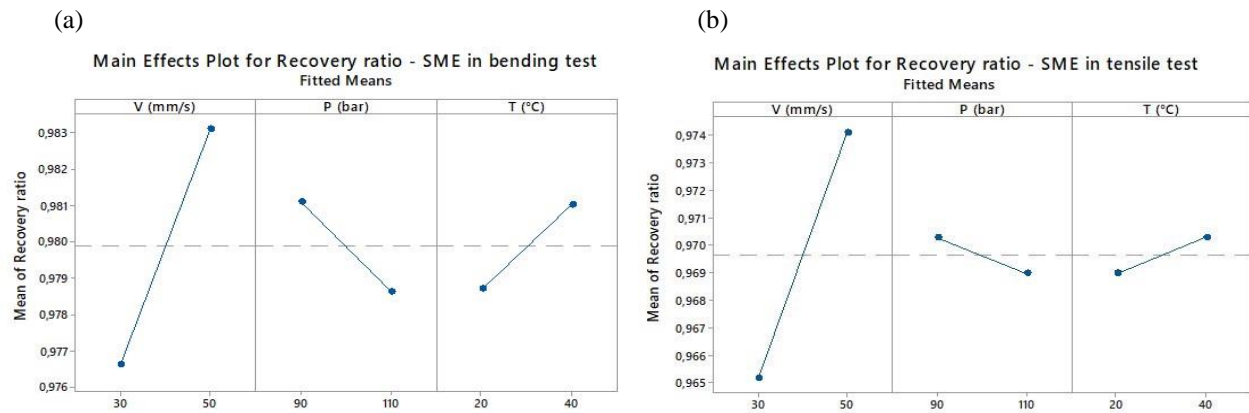 (a)
Main Effects Plot for Recovery ratio - SME in bending test
Fitted Means
V (mm/s) P (bar) T (°C)
Mean of Recovery ratio
0,983
0,982
0,981
0,980
0,979
0,978
0,977
0,976
30 50 90 110 20 40
(b)
Main Effects Plot for Recovery ratio - SME in tensile test
Fitted Means
V (mm/s) P (bar) T (°C)
Mean of Recovery ratio
0,974
0,973
0,972
0,971
0,970
0,969
0,968
0,967
0,966
0,965
30 50 90 110 20 40